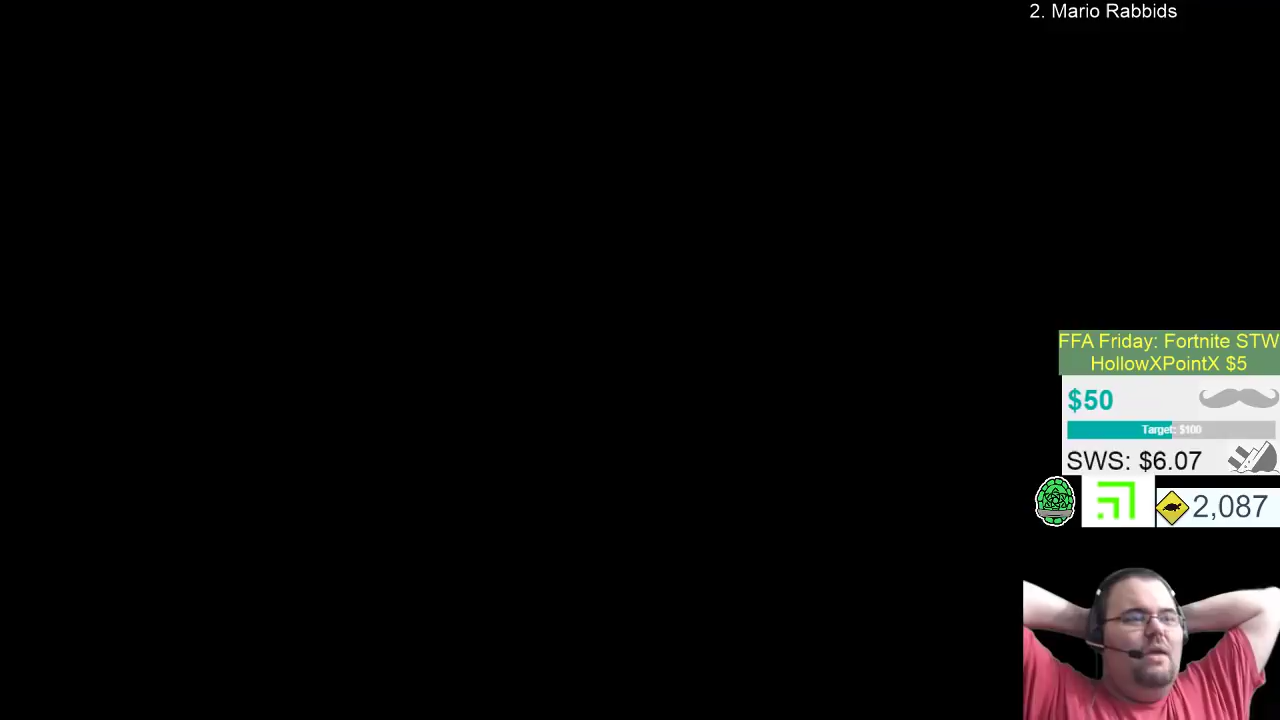 2. Mario Rabbids
FFA Friday: Fortnite STW
HollowXPointX $5
$50
Target: $100
SWS: $6.07
2,087